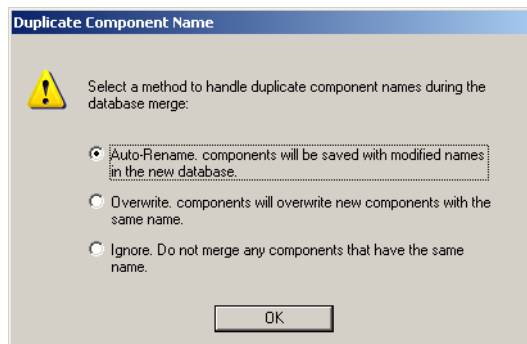 Duplicate Component Name
Select a method to handle duplicate component names during the
database merge:
Auto-Rename. components will be saved with modified names
in the new database.
Overwrite. components will overwrite new components with the
same name.
Ignore. Do not merge any components that have the same
name.
OK